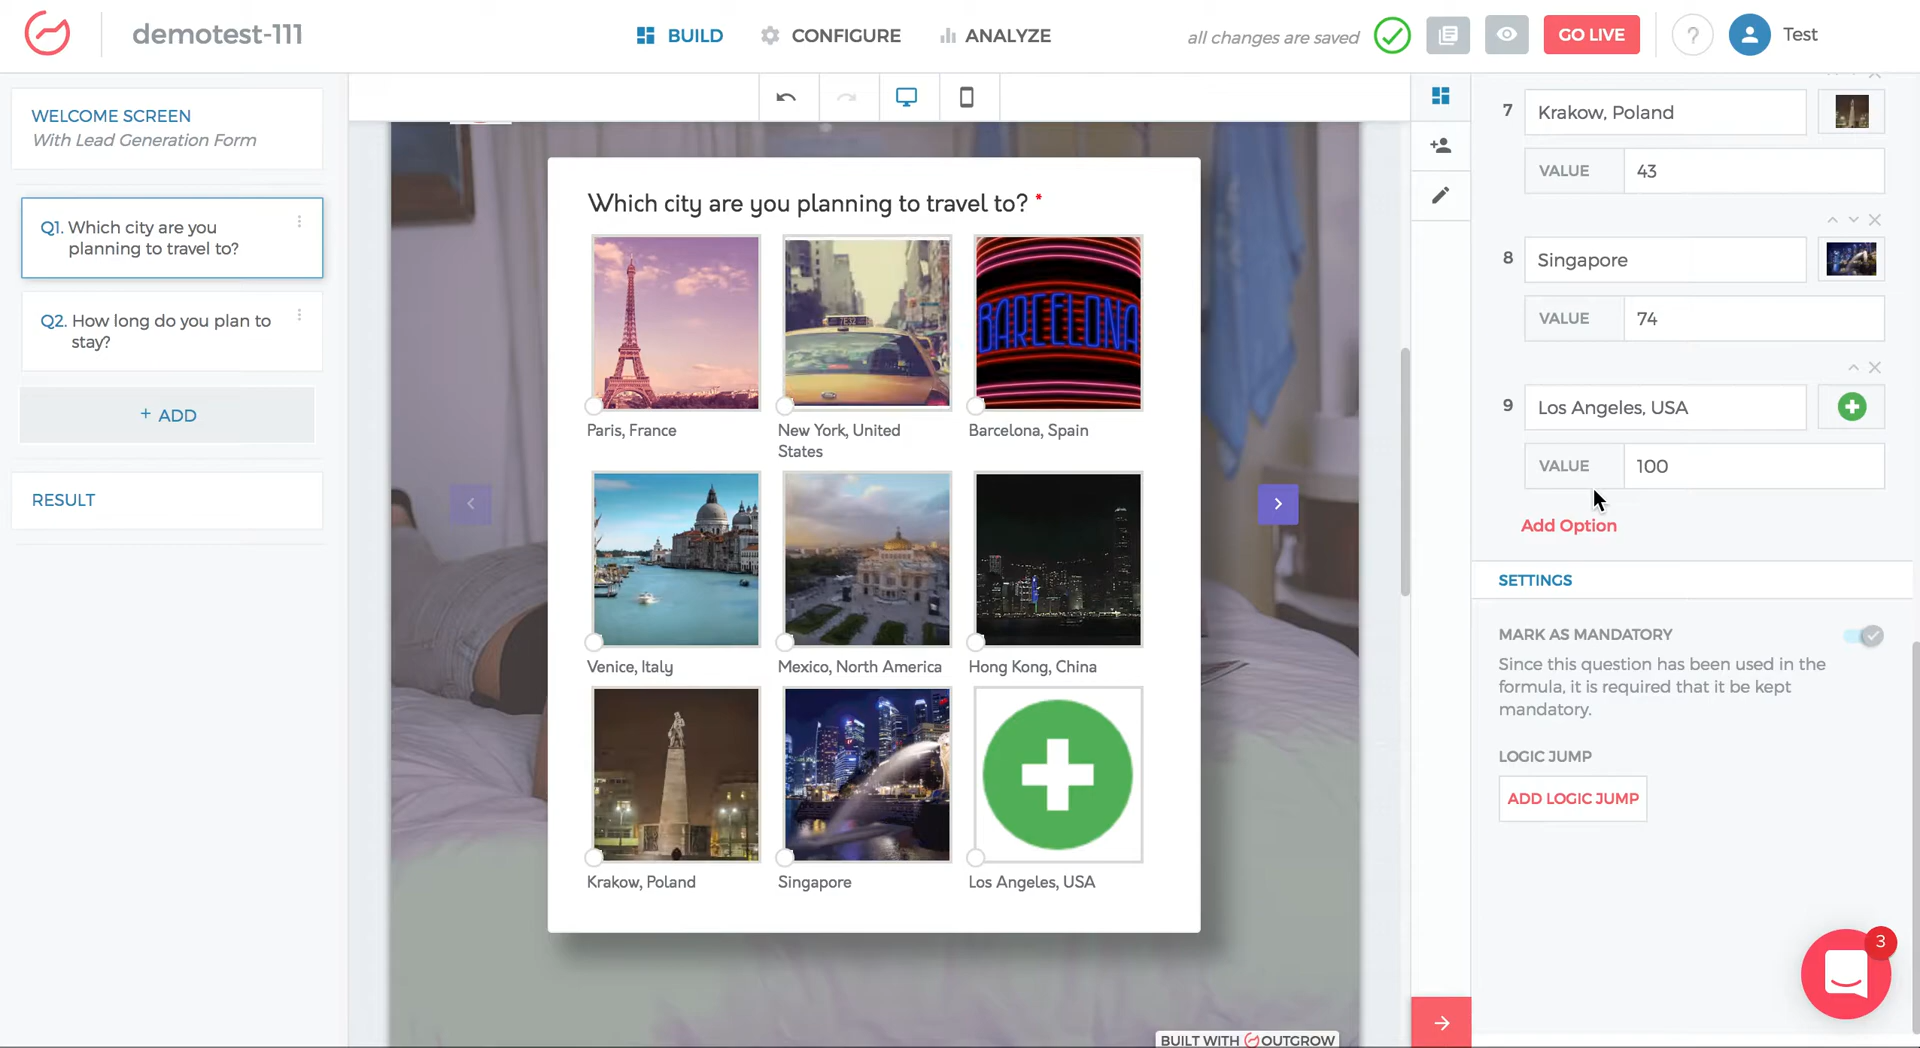 demotest-111
BUILD
CONFIGURE
ANALYZE
all changes are saved
GO LIVE
?
Test
WELCOME SCREEN
With Lead Generation Form
Q1. Which city are you
planning to travel to?
Q2. How long do you plan to
stay?
+ ADD
RESULT
Which city are you planning to travel to? *
7E32
BARCELONA
Paris, France
New York, United
States
Barcelona, Spain
Venice, Italy
Mexico, North America
Hong Kong, China
Krakow, Poland
Singapore
Los Angeles, USA
BUILT WITH OUTGROW
7
Krakow, Poland
VALUE
43
8
Singapore
VALUE
74
9
Los Angeles, USA
VALUE
100
Add Option
SETTINGS
MARK AS MANDATORY
Since this question has been used in the
formula, it is required that it be kept
mandatory.
LOGIC JUMP
ADD LOGIC JUMP
3